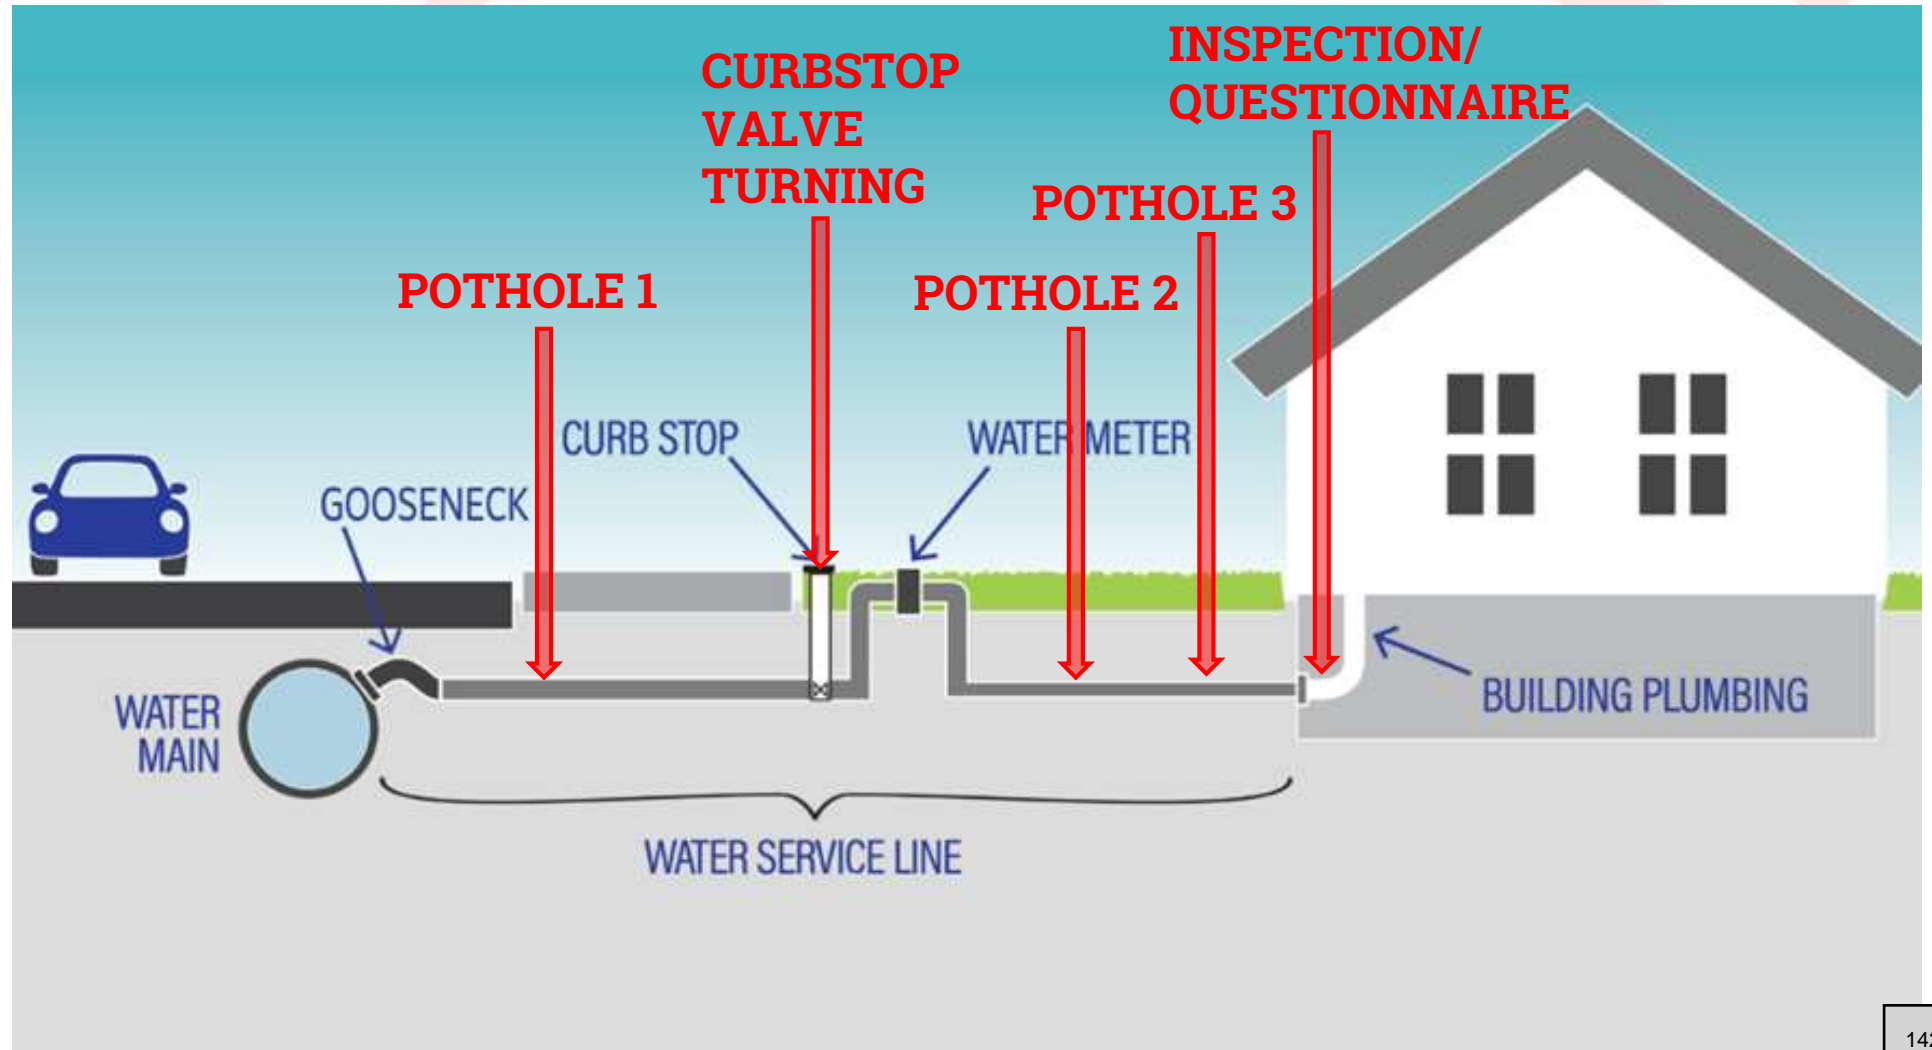 CURBSTOP
VALVE
TURNING
INSPECTION/
QUESTIONNAIRE
POTHOLE 3
POTHOLE 1
POTHOLE 2
CURB STOP
WATER METER
GOOSENECK
WATER
MAIN
BUILDING PLUMBING
WATER SERVICE LINE